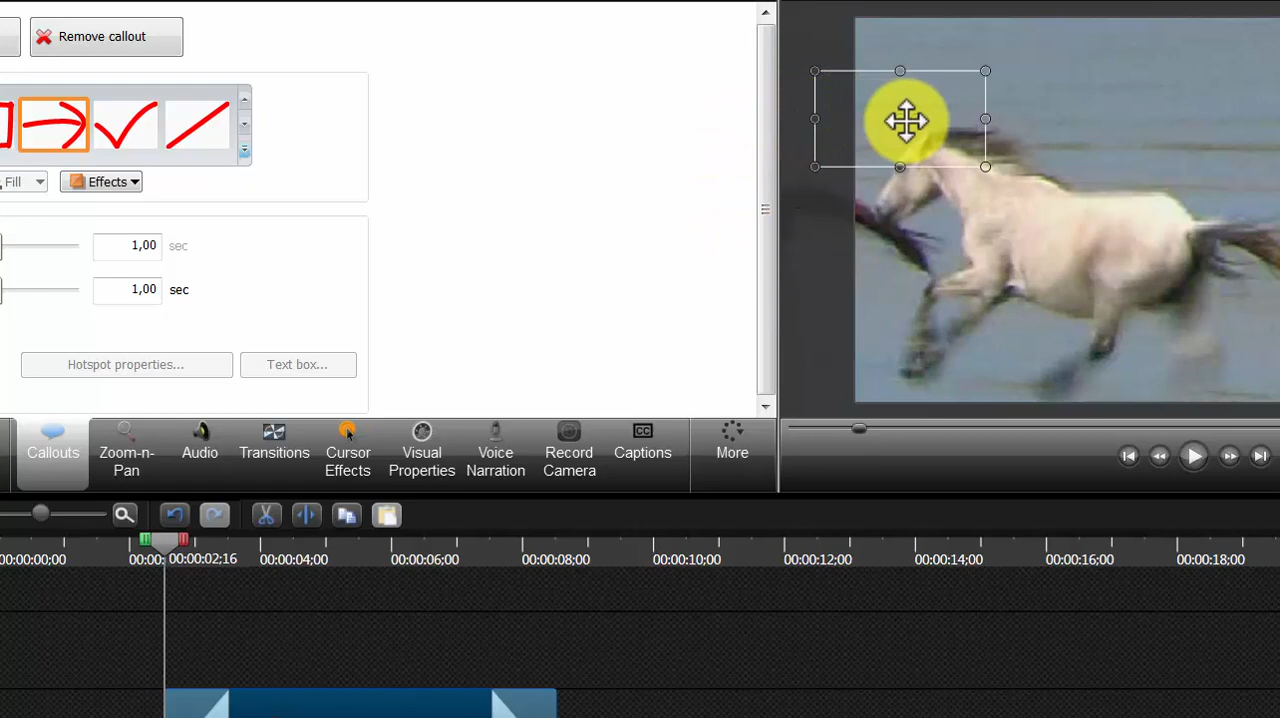 Remove callout
Fill
Effects
1,00 sec
1,00 sec
Hotspot properties...
Text box...
Callouts
Zoom-n-
Pan
Audio
Transitions
Cursor
Effects
Visual
Properties
Voice
Narration
Record
Camera
CC
Captions
More
00:00:00;00 00:00: 00:00:02;16 00:00:04;00 00:00:06;00 00:00:08;00 00:00:10;00 00:00:12;00 00:00:14;00 00:00:16;00 00:00:18;00